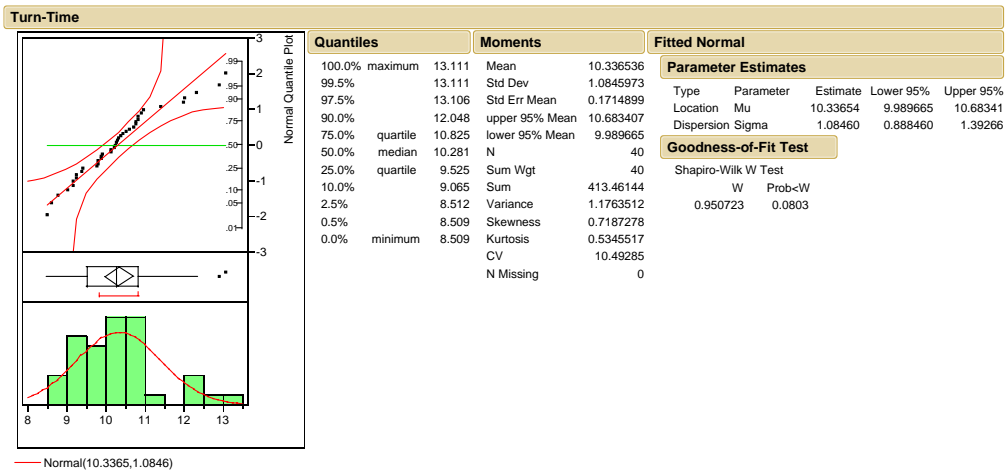 Turn-Time
3
2
1
0
-1
-2
-3
.99
.95
.90
.75
.50
.25
.10
.05
.01
Normal Quantile Plot
8 9 10 11 12 13
Normal(10.3365,1.0846)
Quantiles
100.0% maximum 13.111
99.5% 13.111
97.5% 13.106
90.0% 12.048
75.0% quartile 10.825
50.0% median 10.281
25.0% quartile 9.525
10.0% 9.065
2.5% 8.512
0.5% 8.509
0.0% minimum 8.509
Moments
Mean 10.336536
Std Dev 1.0845973
Std Err Mean 0.1714899
upper 95% Mean 10.683407
lower 95% Mean 9.989665
N 40
Sum Wgt 40
Sum 413.46144
Variance 1.1763512
Skewness 0.7187278
Kurtosis 0.5345517
CV 10.49285
N Missing 0
Fitted Normal
Parameter Estimates
Type Parameter Estimate Lower 95% Upper 95%
Location Mu 10.33654 9.989665 10.68341
Dispersion Sigma 1.08460 0.888460 1.39266
Goodness-of-Fit Test
Shapiro-Wilk W Test
W Prob<W
0.950723 0.0803